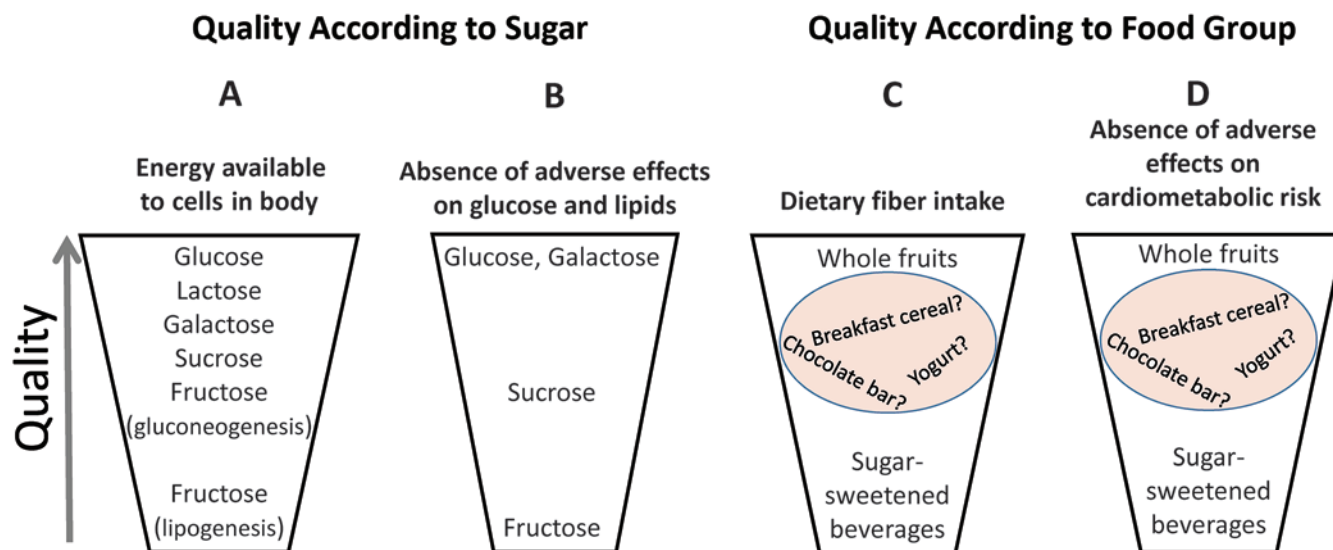 Quality According to Sugar
Quality According to Food Group
A
Energy available
to cells in body
B
Absence of adverse effects
on glucose and lipids
C
Dietary fiber intake
D
Absence of adverse
effects on
cardiometabolic risk
Quality
Glucose
Lactose
Galactose
Sucrose
Fructose
(gluconeogenesis)
Fructose
(lipogenesis)
Glucose, Galactose
Sucrose
Fructose
Whole fruits
Breakfast cereal?
Chocolate bar?
Yogurt?
Sugar-
sweetened
beverages
Whole fruits
Breakfast cereal?
Chocolate bar?
Yogurt?
Sugar-
sweetened
beverages